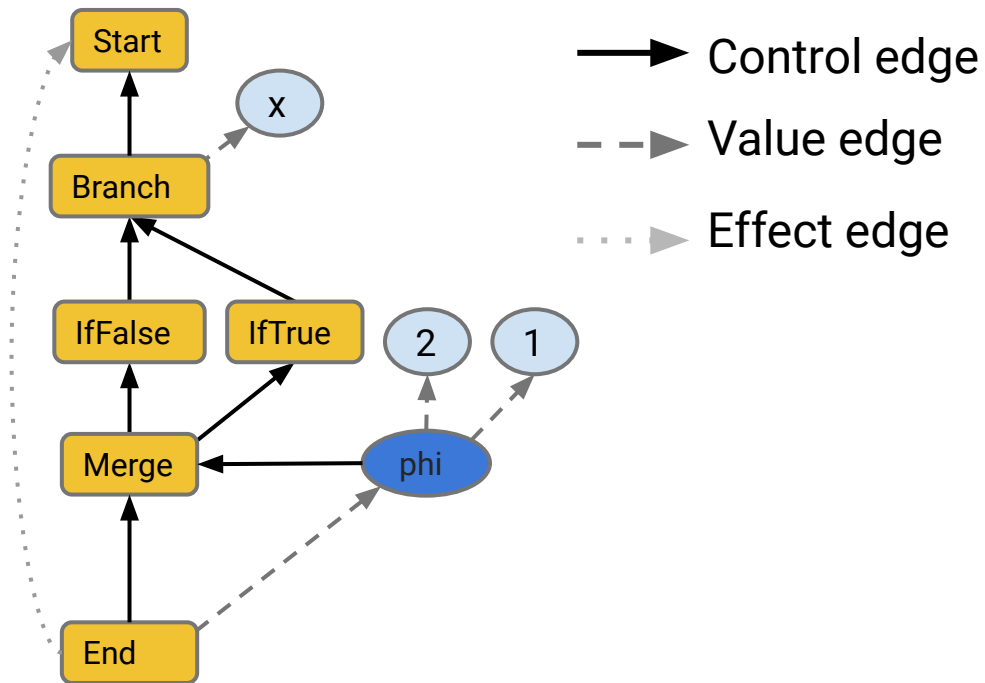 Start
Control edge
x
Value edge
Branch
Effect edge
IfFalse
IfTrue
2
1
Merge
phi
End